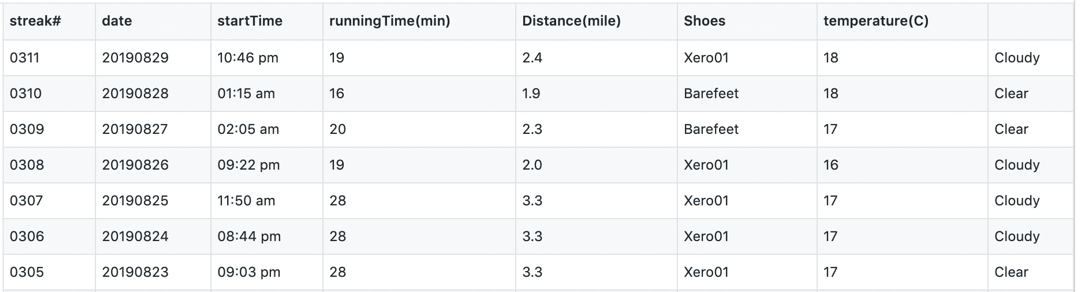 streak# date startTime runningTime(min) Distance(mile) Shoes temperature(C)
0311 20190829 10:46 pm 19 2.4 Xero01 18 Cloudy
0310 20190828 01:15 am 16 1.9 Barefeet 18 Clear
0309 20190827 02:05 am 20 2.3 Barefeet 17 Clear
0308 20190826 09:22 pm 19 2.0 Xero01 16 Cloudy
0307 20190825 11:50 am 28 3.3 Xero01 17 Cloudy
0306 20190824 08:44 pm 28 3.3 Xero01 17 Cloudy
0305 20190823 09:03 pm 28 3.3 Xero01 17 Clear